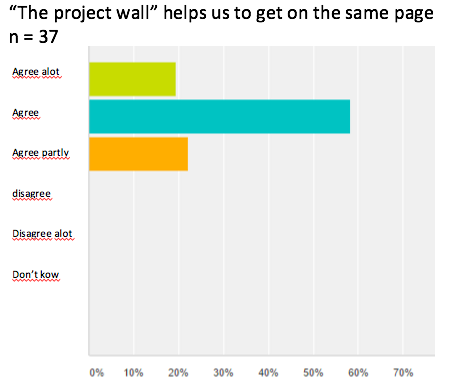 “The project wall” helps us to get on the same page
n = 37
Agree alot
Agree
Agree partly
disagree
Disagree alot
Don’t kow
0% 10% 20% 30% 40% 50% 60% 70%